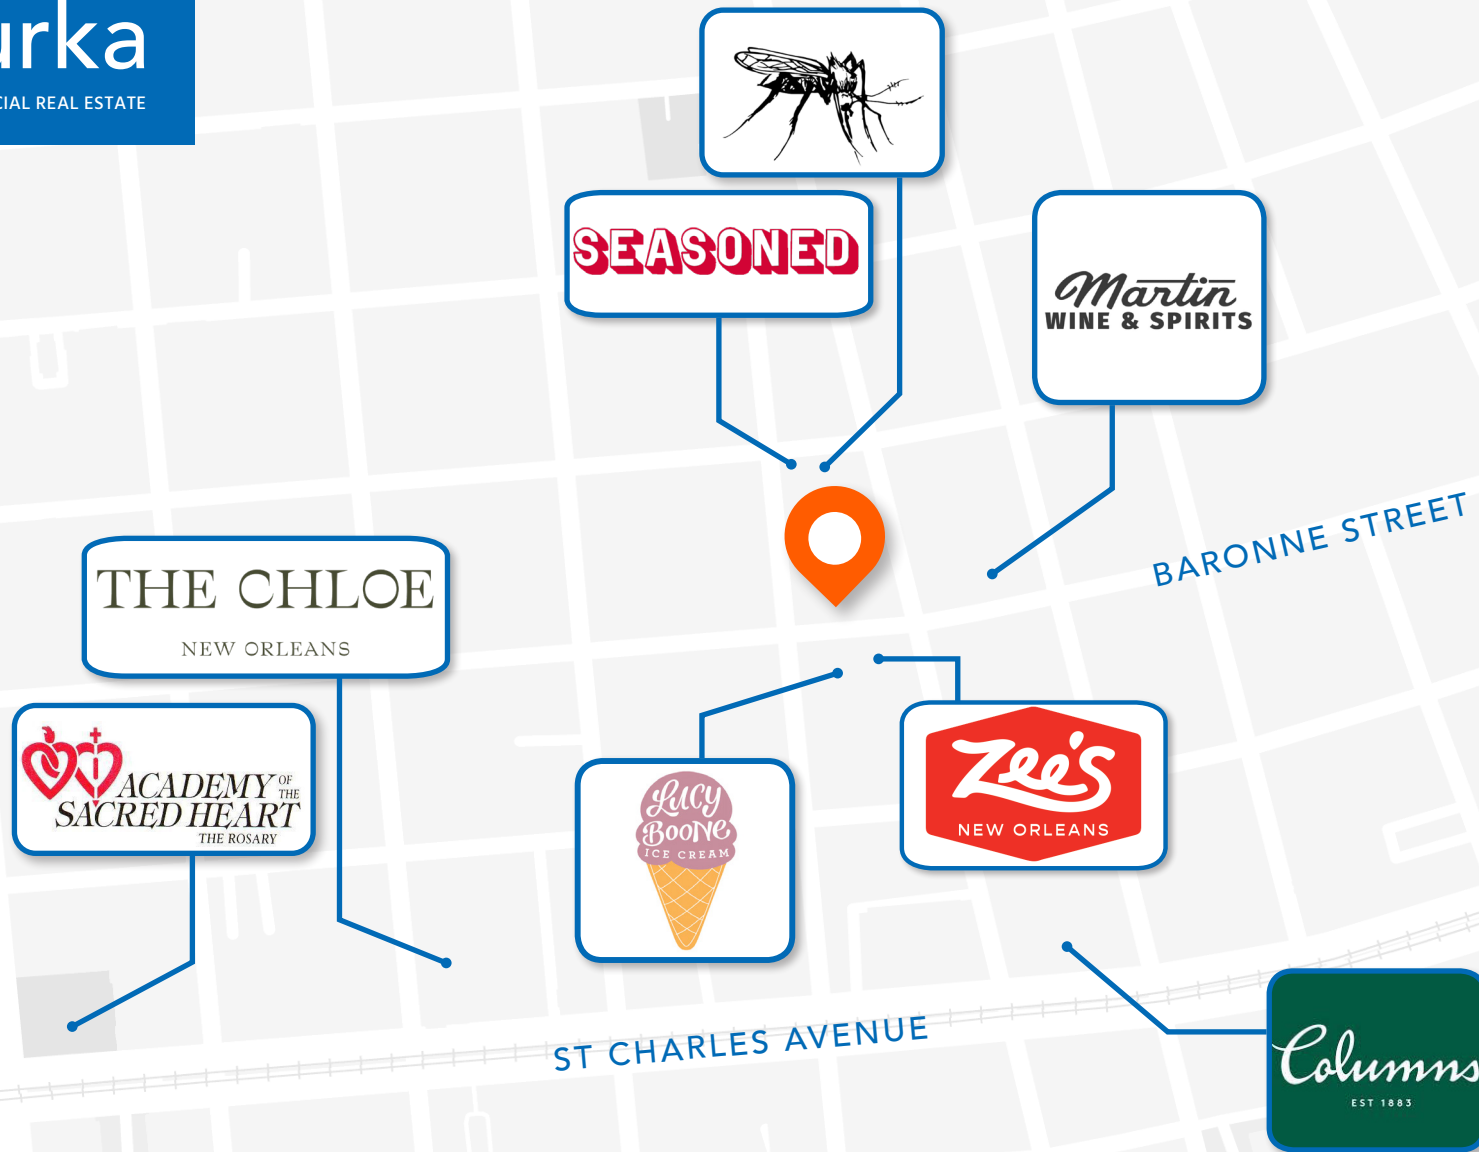 urka
CIAL REAL ESTATE
SEASONED
Martin
WINE & SPIRITS
BARONNE STREET
THE CHLOE
NEW ORLEANS
ACADEMY OF THE
SACRED HEART
THE ROSARY
LUCY
BOONE
ICE CREAM
Zee's
NEW ORLEANS
ST CHARLES AVENUE
Columns
EST 1883